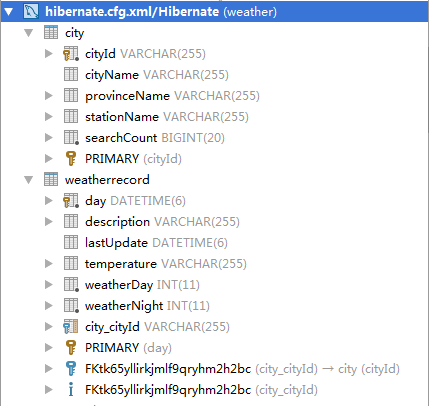 hibernate.cfg.xml/Hibernate (weather)
city
cityId VARCHAR(255)
cityName VARCHAR(255)
provinceName VARCHAR(255)
stationName VARCHAR(255)
searchCount BIGINT(20)
PRIMARY (cityId)
weatherrecord
day DATETIME(6)
description VARCHAR(255)
lastUpdate DATETIME(6)
temperature VARCHAR(255)
weatherDay INT(11)
weatherNight INT(11)
city_cityId VARCHAR(255)
PRIMARY (day)
FKtk65yllirkjmlf9qryhm2h2bc (city_cityId) → city (cityId)
FKtk65yllirkjmlf9qryhm2h2bc (city_cityId)